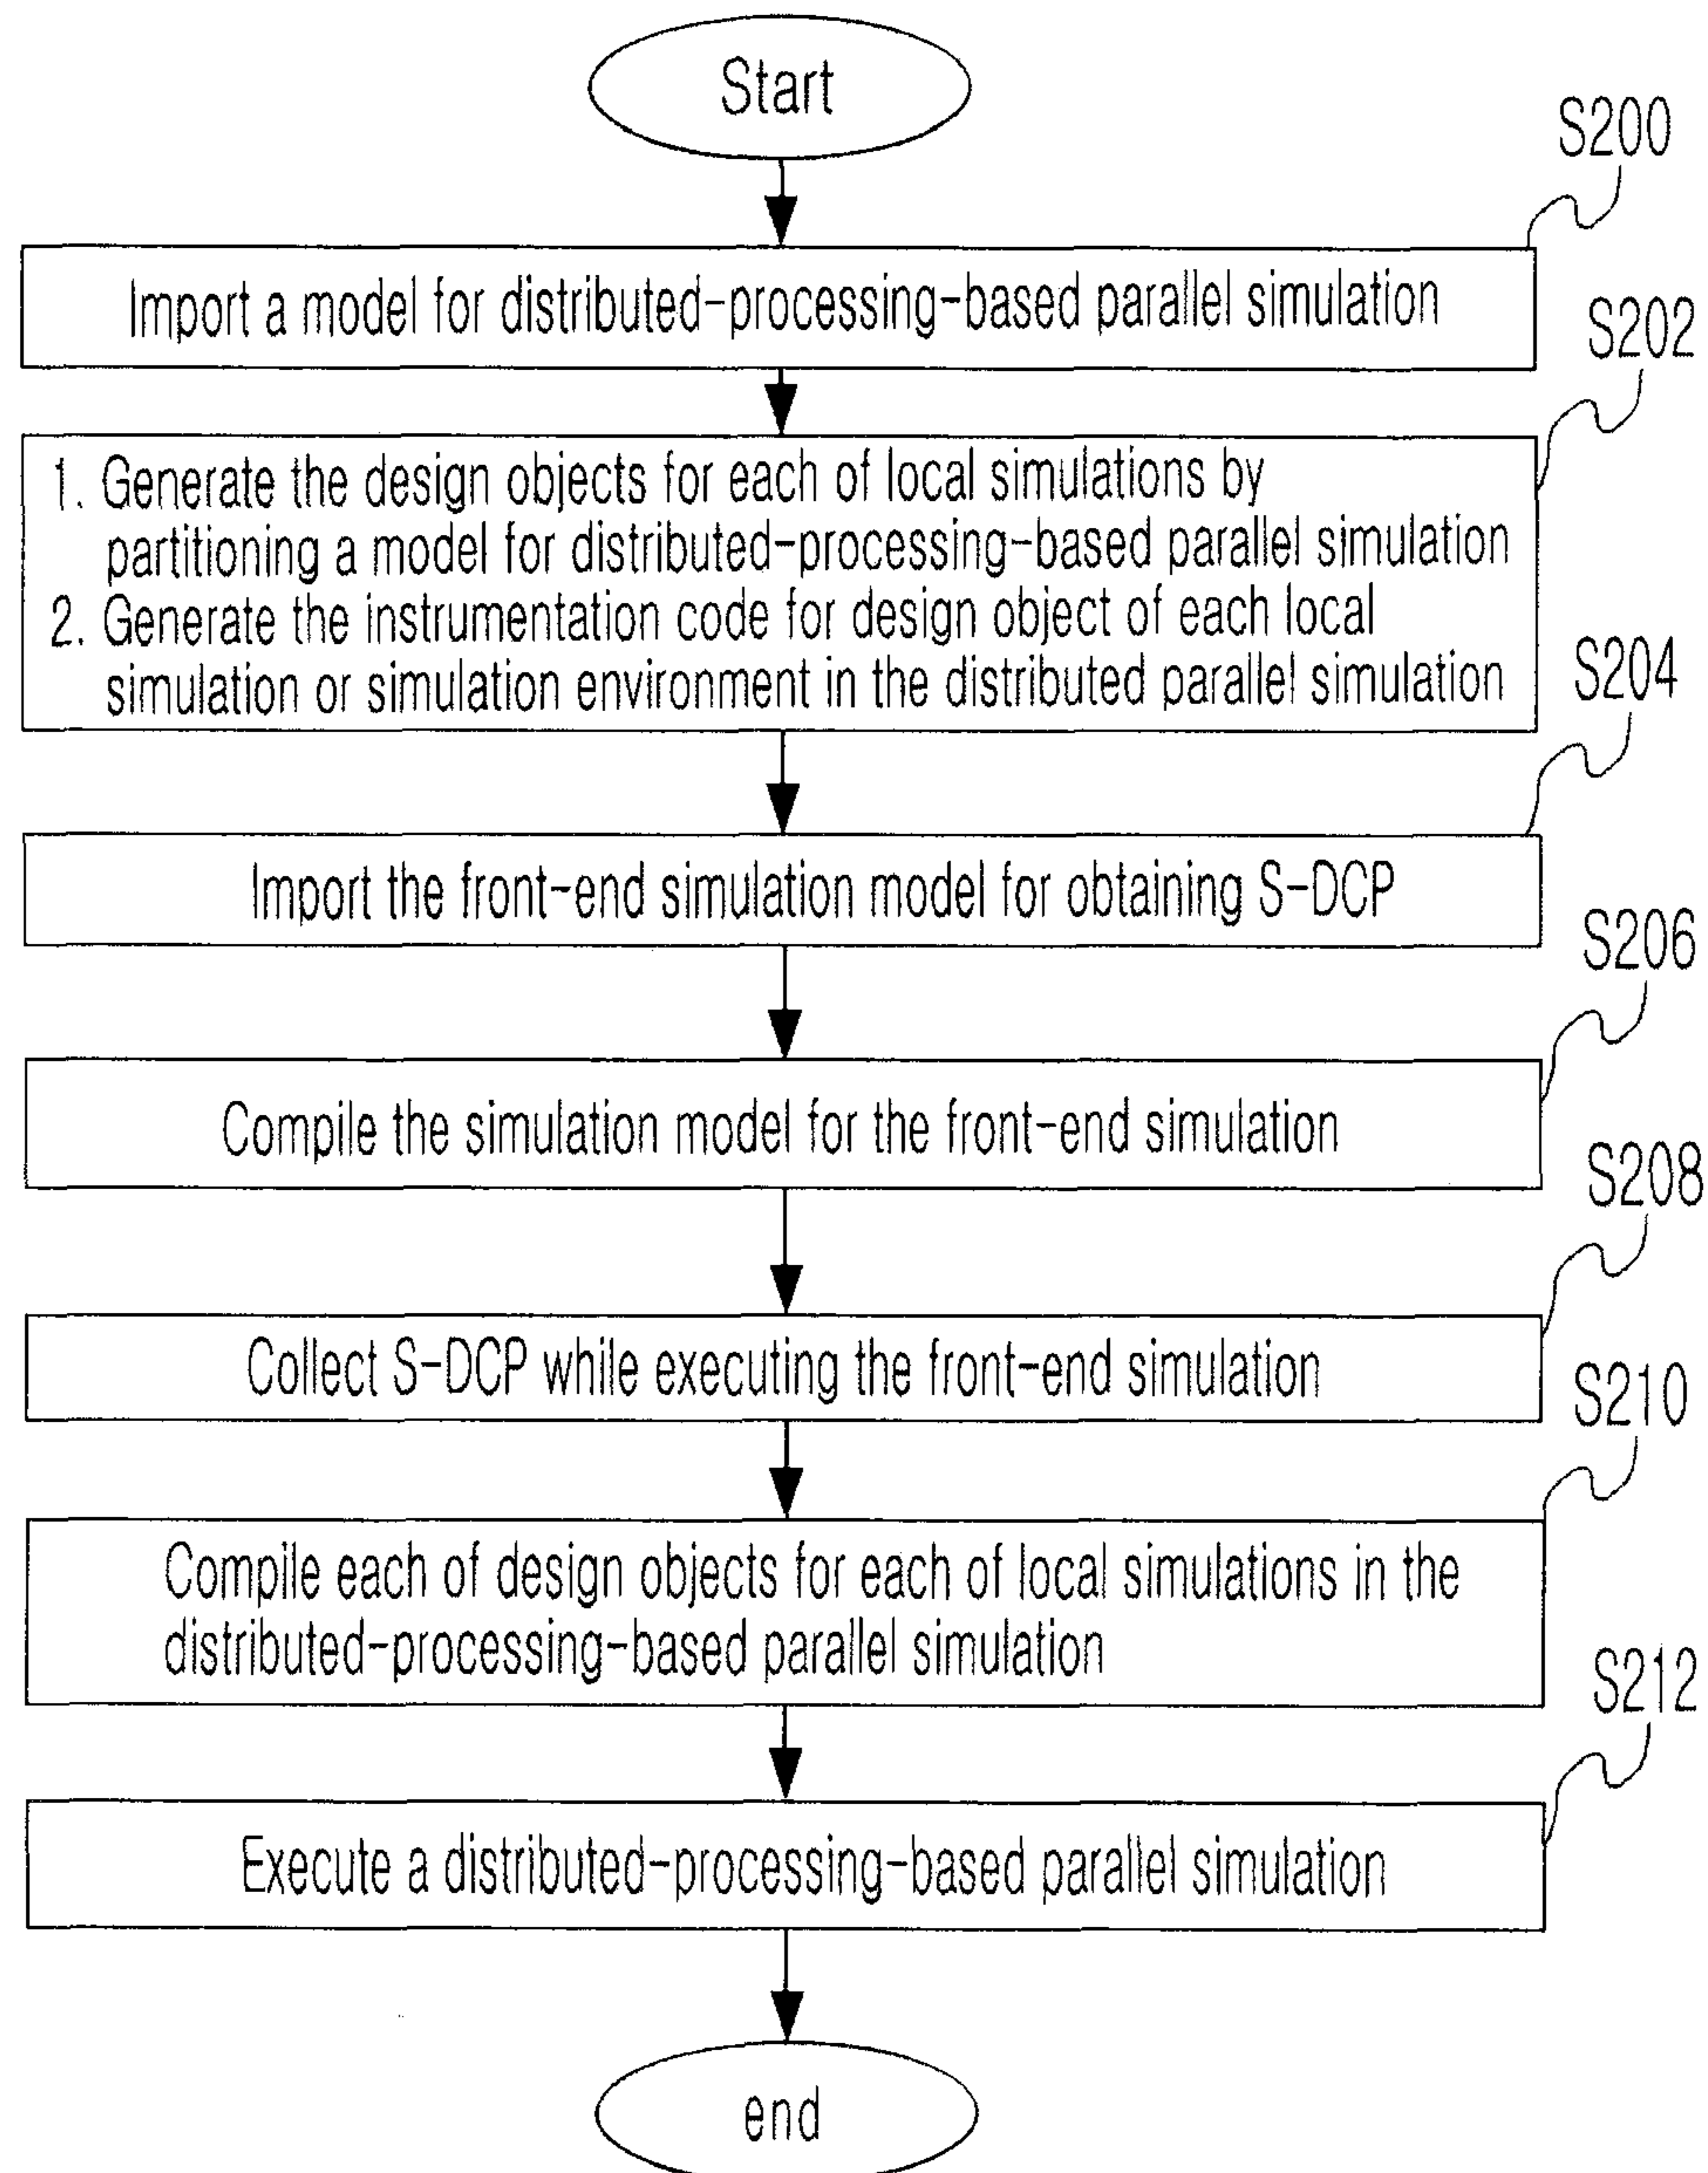 Start
S200
Import a model for distributed-processing-based parallel simulation
S202
1. Generate the design objects for each of local simulations by
partitioning a model for distributed-processing-based parallel simulation
2. Generate the instrumentation code for design object of each local
simulation or simulation environment in the distributed parallel simulation
S204
Import the front-end simulation model for obtaining S-DCP
S206
Compile the simulation model for the front-end simulation
S208
Collect S-DCP while executing the front-end simulation
S210
Compile each of design objects for each of local simulations in the
distributed-processing-based parallel simulation
S212
Execute a distributed-processing-based parallel simulation
end